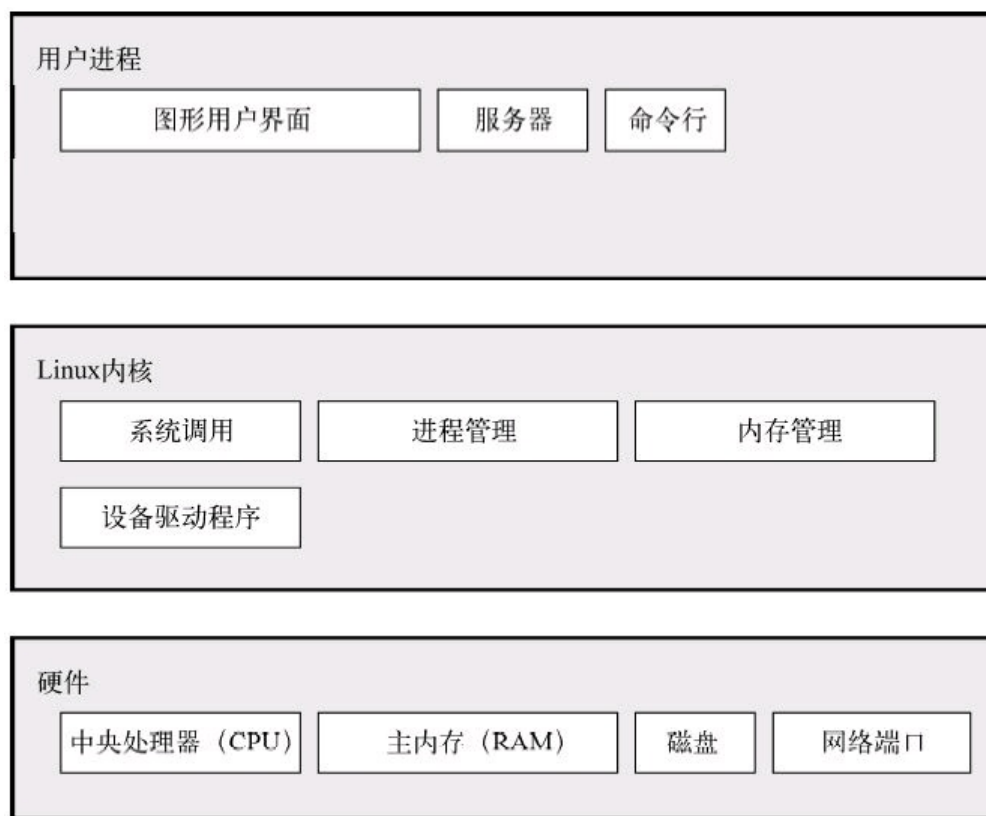 用户进程
图形用户界面 服务器 命令行
Linux内核
系统调用 进程管理 内存管理
设备驱动程序
硬件
中央处理器（CPU） 主内存（RAM） 磁盘 网络端口